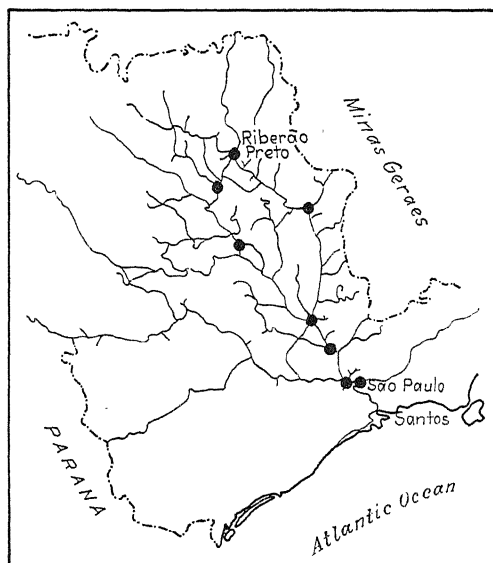 Minas Geraes
Riberão
Preto
São Paulo
Santos
PARANA
Atlantic Ocean